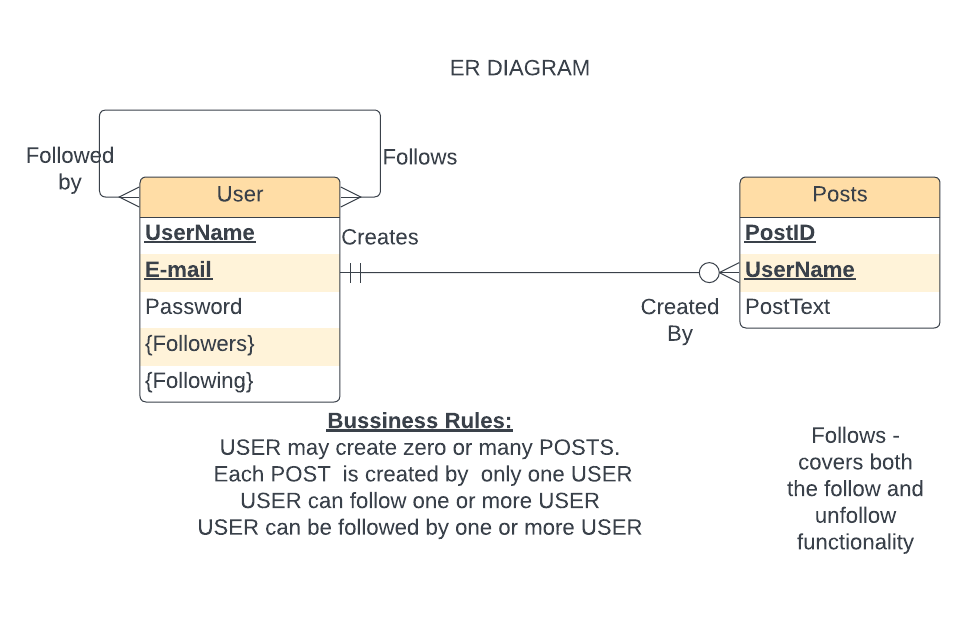 ER DIAGRAM
Followed
by
Follows
User
UserName
E-mail
Password
{Followers}
{Following}
Creates
Created
By
Posts
PostID
UserName
PostText
Bussiness Rules:
USER may create zero or many POSTS.
Each POST  is created by  only one USER
USER can follow one or more USER
USER can be followed by one or more USER
Follows -
covers both
the follow and
unfollow
functionality